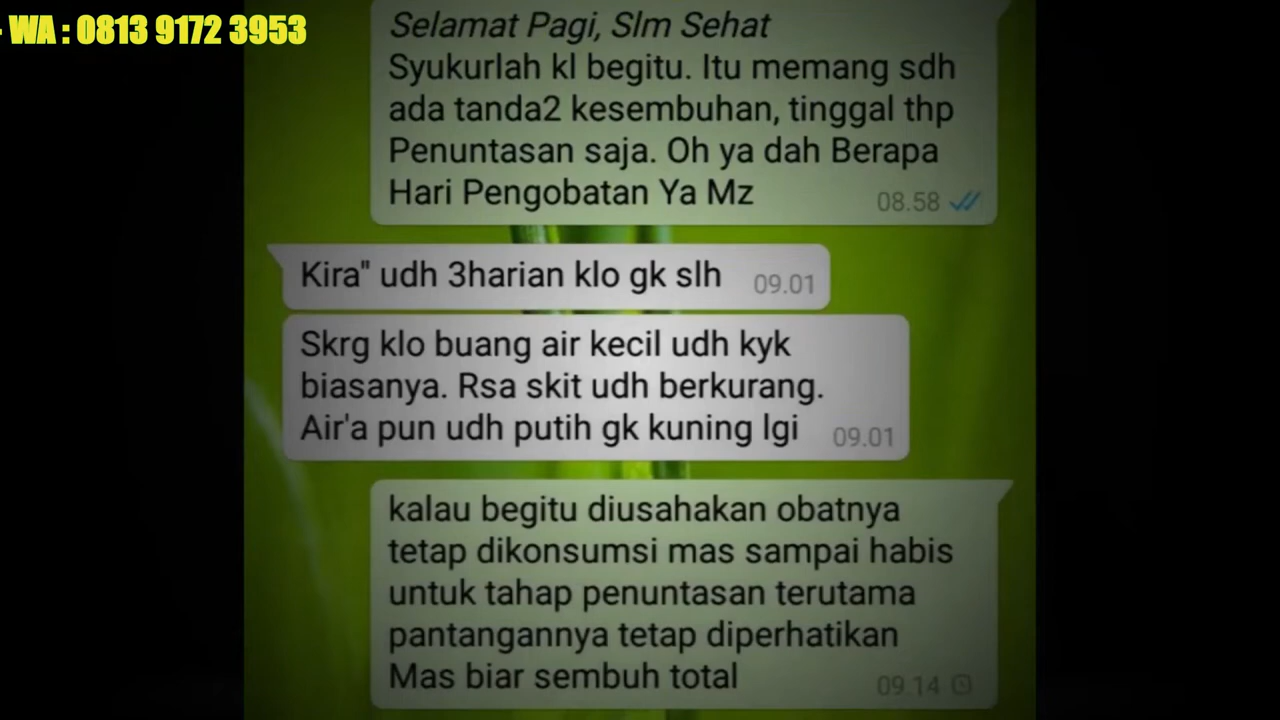 WA : 0813 9172 3953
Selamat Pagi, Slm Sehat
Syukurlah kl begitu. Itu memang sdh
ada tanda2 kesembuhan, tinggal thp
Penuntasan saja. Oh ya dah Berapa
Hari Pengobatan Ya Mz
08.58
Kira" udh 3harian klo gk slh
09.01
Skrg klo buang air kecil udh kyk
biasanya. Rsa skit udh berkurang.
Air'a pun udh putih gk kuning lgi
09.01
kalau begitu diusahakan obatnya
tetap dikonsumsi mas sampai habis
untuk tahap penuntasan terutama
pantangannya tetap diperhatikan
Mas biar sembuh total
09.14